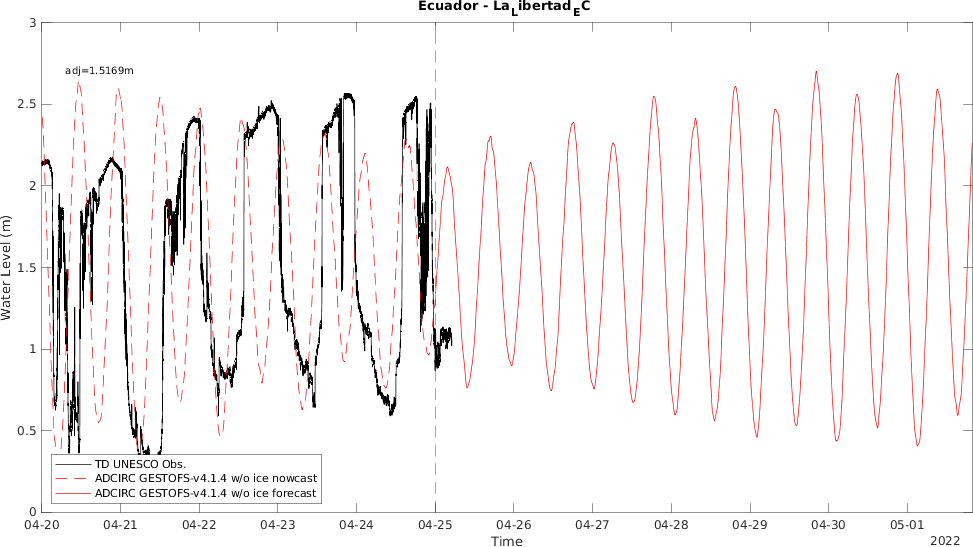 Ecuador - LaLibertadEC
adj=1.5169m
Water Level (m)
3
2.5
2
1.5
1
0.5
0
TD UNESCO Obs.
ADCIRC GESTOFS-v4.1.4 w/o ice nowcast
ADCIRC GESTOFS-v4.1.4 w/o ice forecast
04-20 04-21 04-22 04-23 04-24 04-25 04-26 04-27 04-28 04-29 04-30 05-01
Time
2022